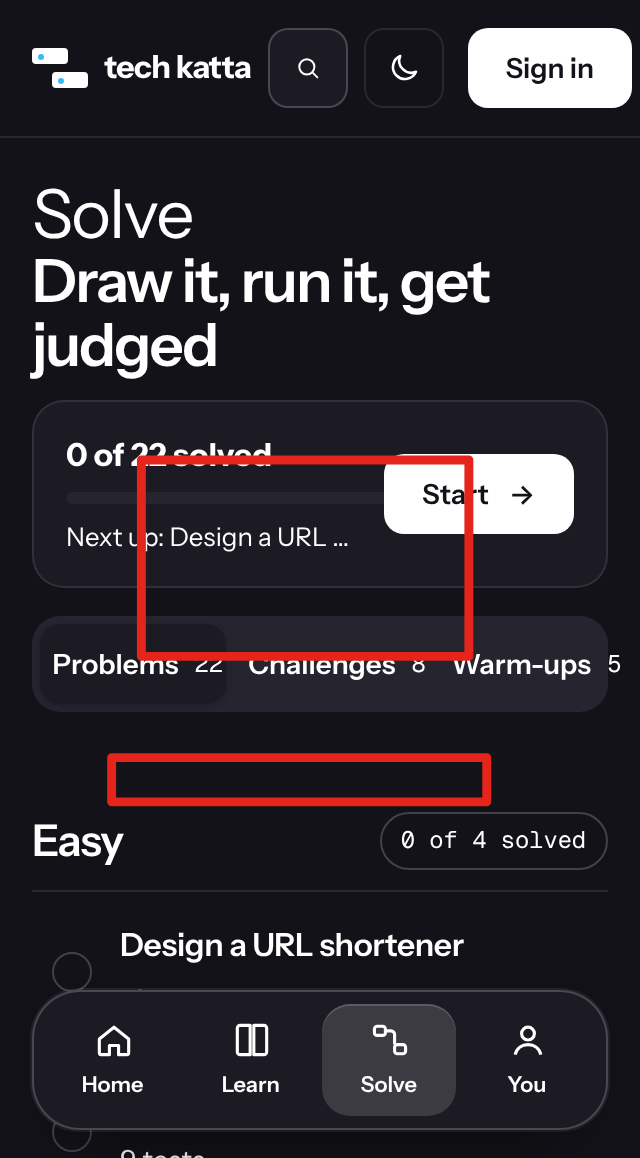 tech katta
Sign in
Solve
Draw it, run it, get
judged
0 of 22 solved
Start →
Next up: Design a URL ...
Problems 22 Challenges 8 Warm-ups 5
Easy
0 of 4 solved
Design a URL shortener
Home Learn Solve You
9 tests